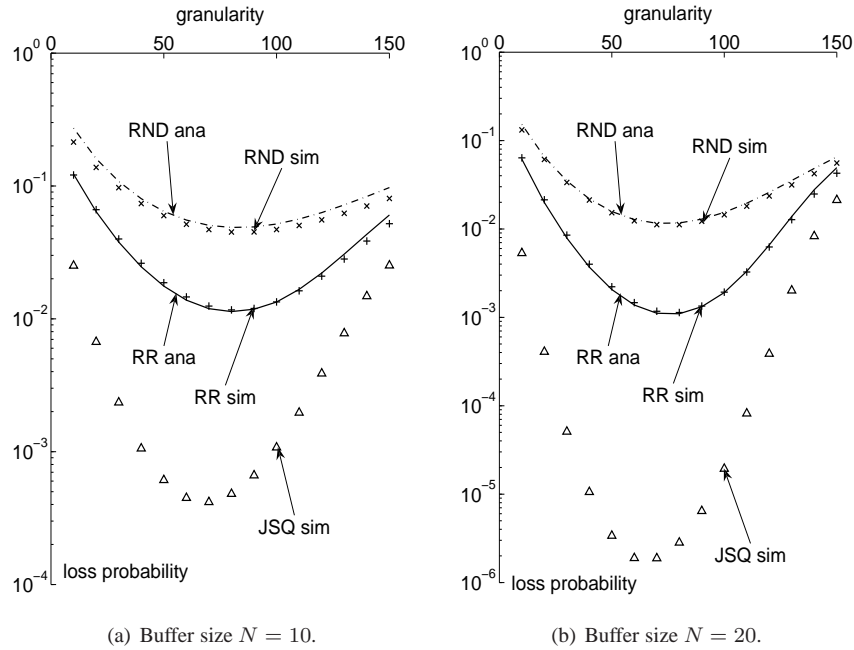 granularity
0 50 100 150
10^0
10^-1
10^-2
10^-3
10^-4
RND ana
RND sim
RR ana
RR sim
JSQ sim
loss probability
(a) Buffer size N = 10.
granularity
0 50 100 150
10^0
10^-1
10^-2
10^-3
10^-4
10^-5
10^-6
RND ana
RND sim
RR ana
RR sim
JSQ sim
loss probability
(b) Buffer size N = 20.